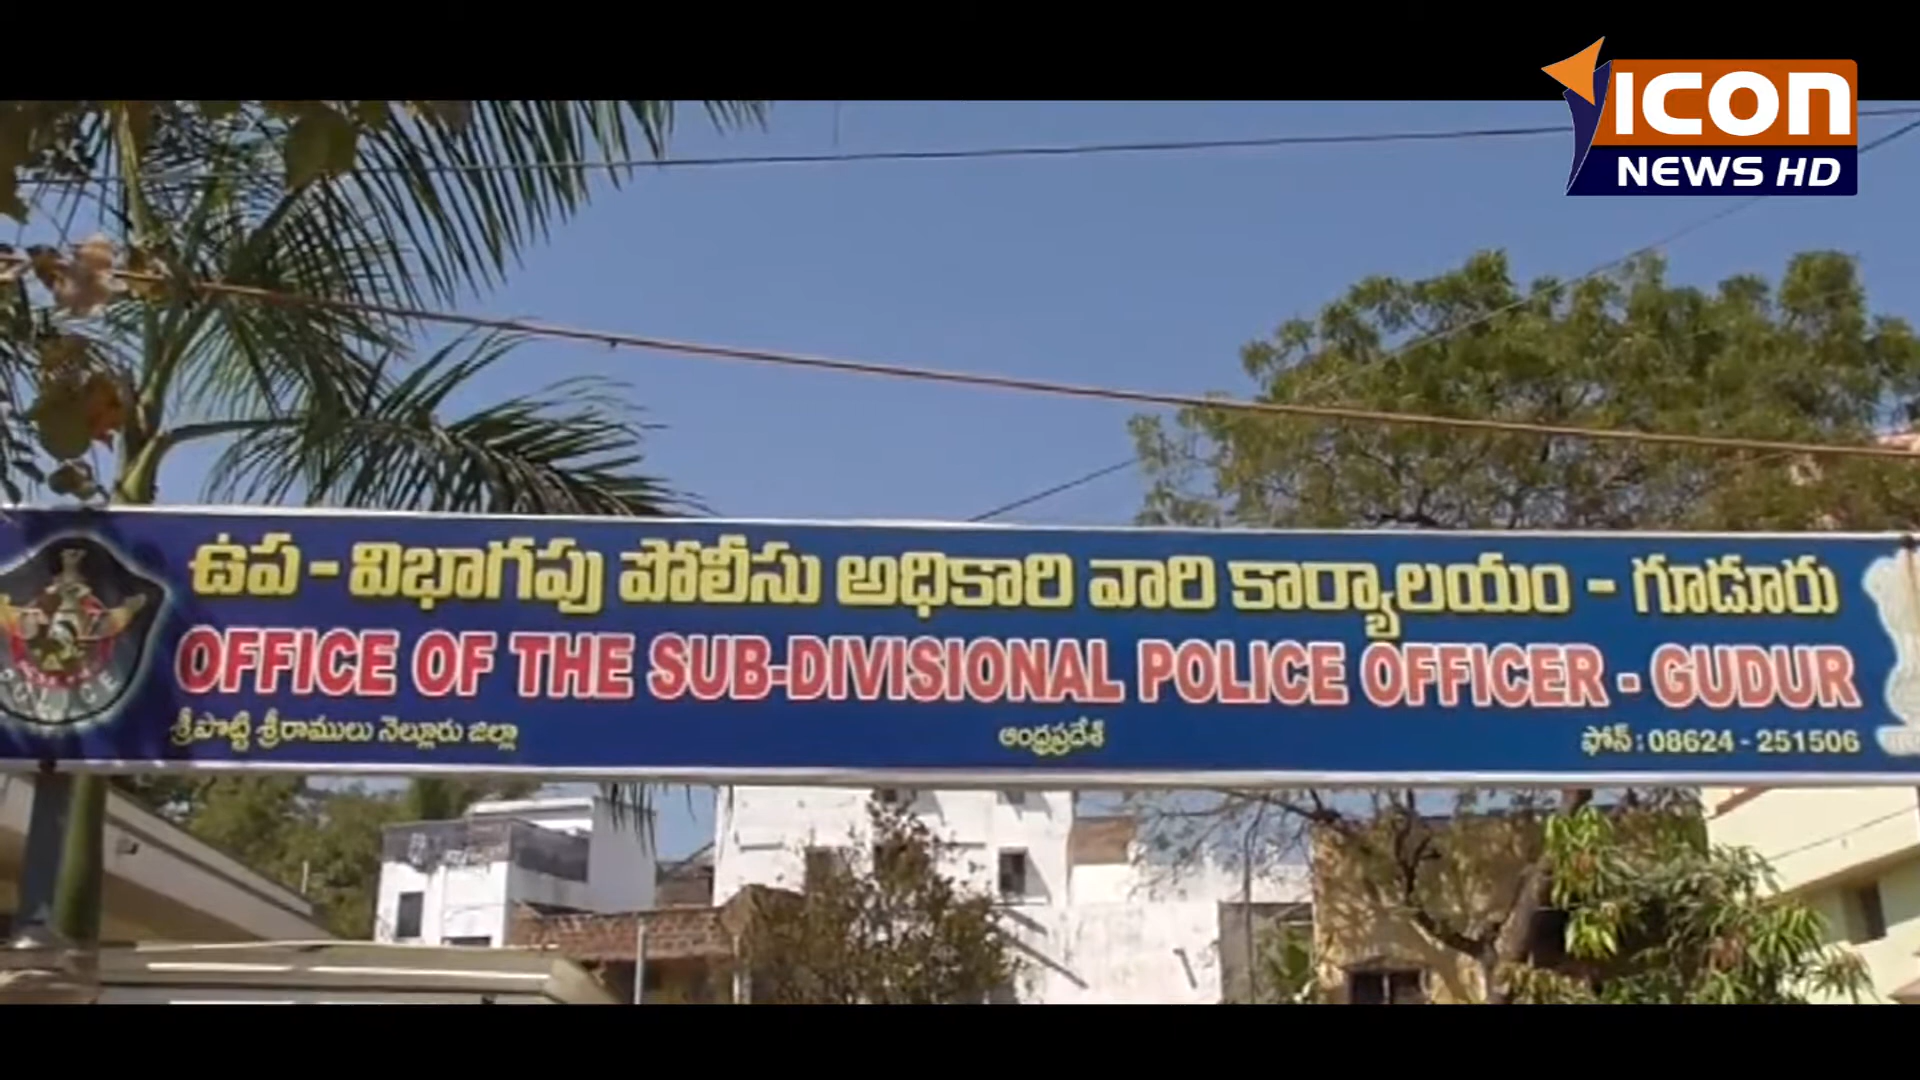 ICON
NEWS HD
ఉప - విభాగపు పోలీసు అధికారి వారి కార్యాలయం - గూడూరు
OFFICE OF THE SUB-DIVISIONAL POLICE OFFICER - GUDUR
శ్రీపొట్టి శ్రీరాములు నెల్లూరు జిల్లా ఆంధ్రప్రదేశ్ ఫోన్ : 08624 - 251506
POLICE